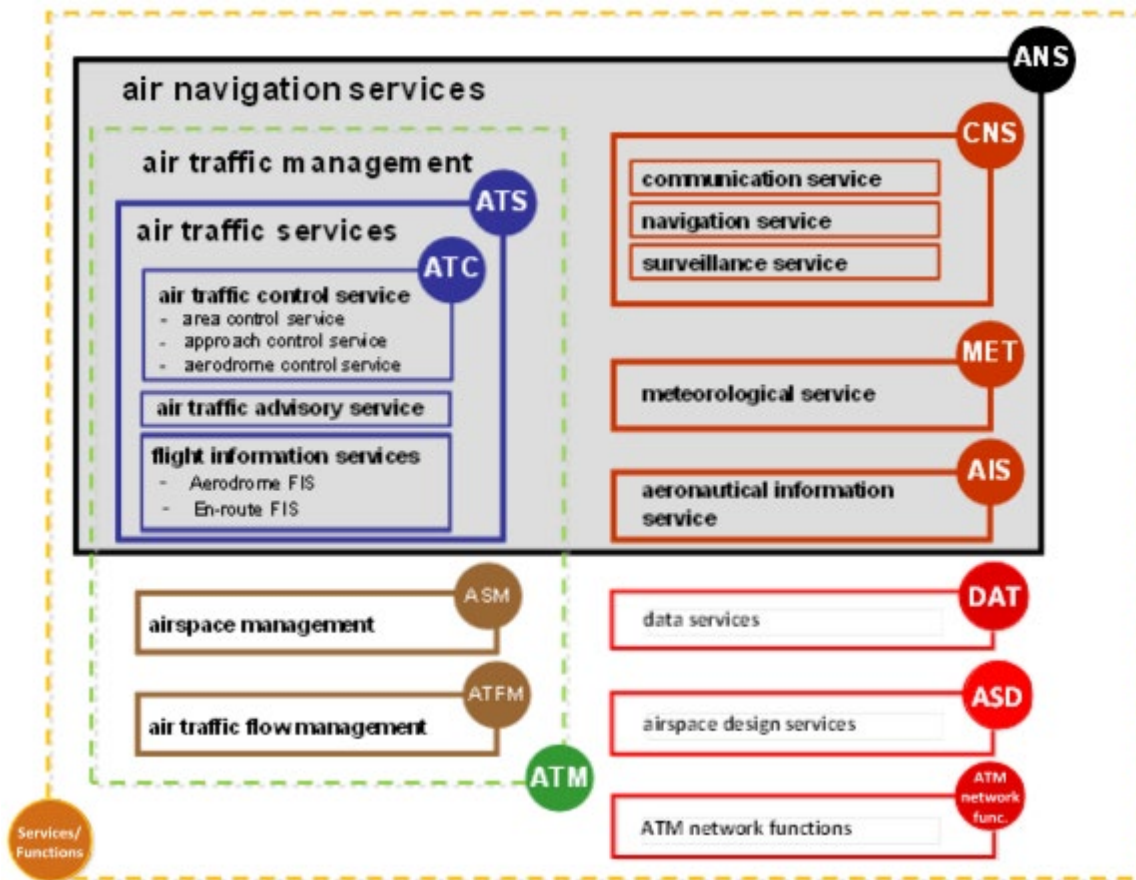 ANS
air navigation services
CNS
air traffic management
communication service
ATS
navigation service
air traffic services
surveillance service
ATC
air traffic control service
- area control service
- approach control service
- aerodrome control service
MET
meteorological service
air traffic advisory service
flight information services
- Aerodrome FIS
- En-route FIS
AIS
aeronautical information
service
ASM
airspace management
DAT
data services
ATFM
air traffic flow management
ASD
airspace design services
ATM
ATM
network
func.
ATM network functions
Services/
Functions